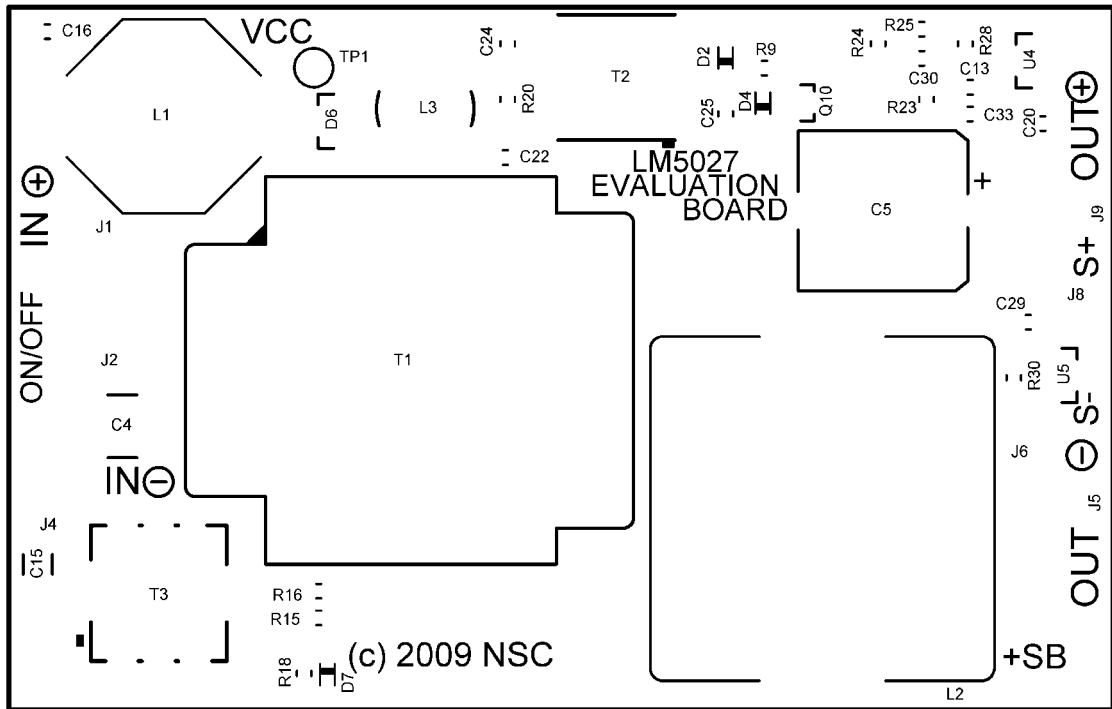 C16
VCC
TP1
L1
D6
L3
C24
R20
C22
T2
D2
R9
D4
C25
Q10
R24
R25
R28
C30
C13
R23
C33
U4
C20
OUT+
LM5027
EVALUATION
BOARD
C5
+
IN +
J1
J9
S+
J8
C29
ON/OFF
J2
T1
R30
U5
S-
C4
IN -
J6
-
J4
J5
C15
T3
OUT
R16
R15
(c) 2009 NSC
R18
D7
+SB
L2